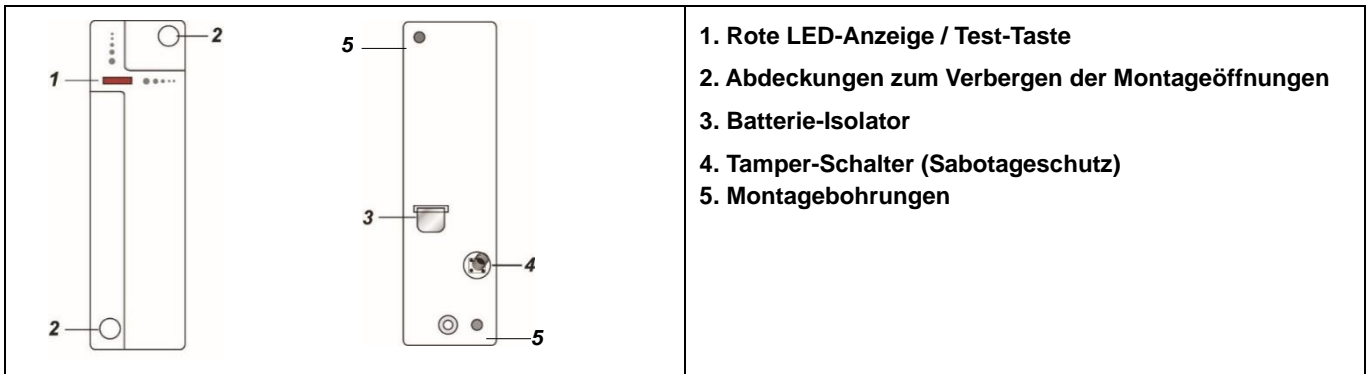 2
1
2
5
3
4
5
1. Rote LED-Anzeige / Test-Taste
2. Abdeckungen zum Verbergen der Montageöffnungen
3. Batterie-Isolator
4. Tamper-Schalter (Sabotageschutz)
5. Montagebohrungen